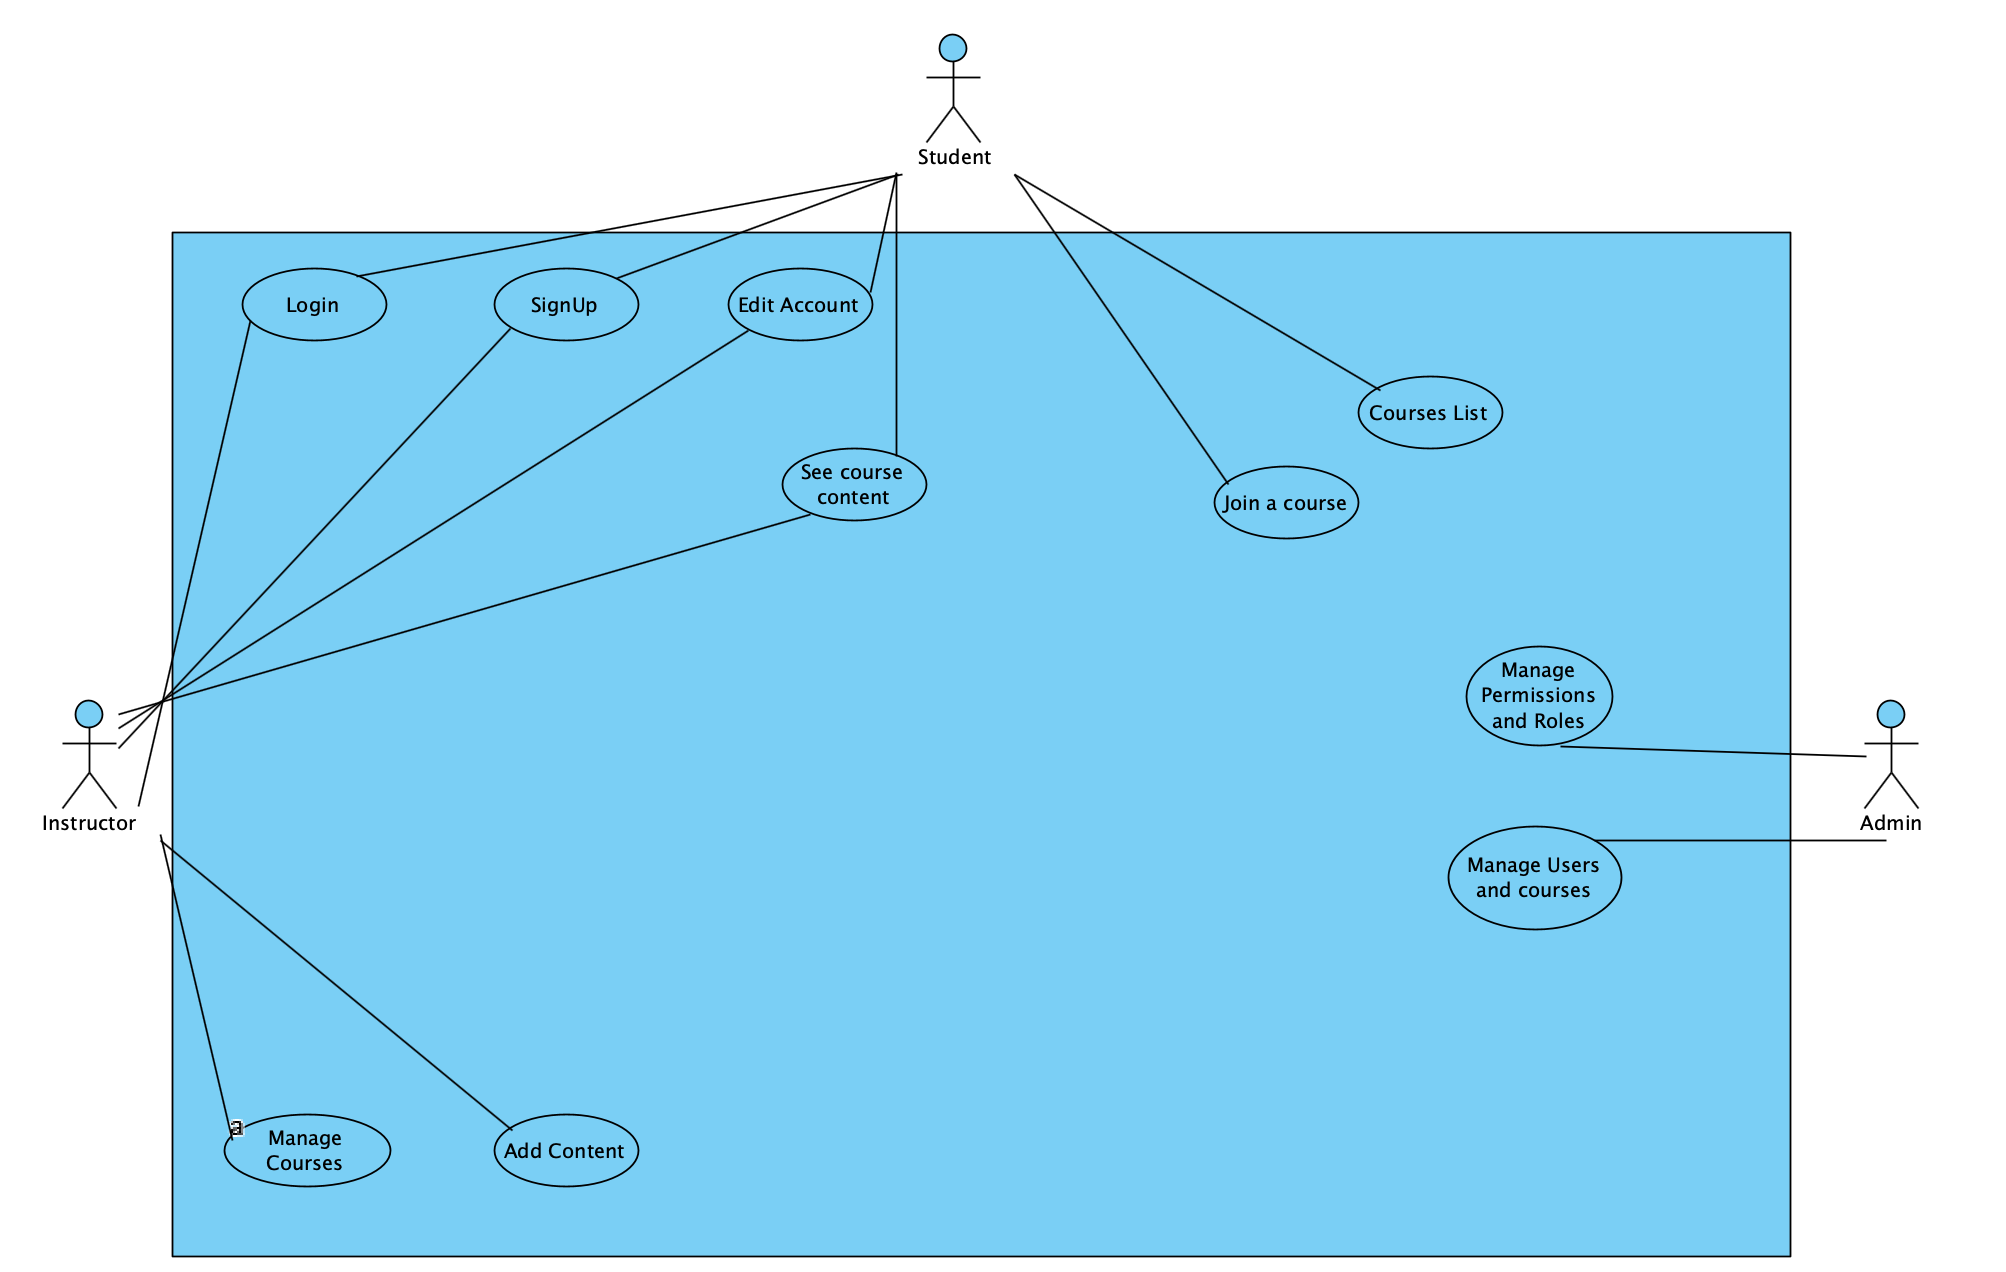 Student
Login
SignUp
Edit Account
Courses List
See course
content
Join a course
Manage
Permissions
and Roles
Instructor
Admin
Manage Users
and courses
a
Manage
Courses
Add Content